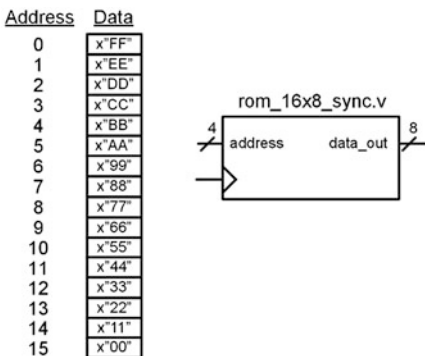 Address Data
0 x"FF"
1 x"EE"
2 x"DD"
3 x"CC"
4 x"BB"
5 x"AA"
6 x"99"
7 x"88"
8 x"77"
9 x"66"
10 x"55"
11 x"44"
12 x"33"
13 x"22"
14 x"11"
15 x"00"
rom_16x8_sync.v
4 8
address data_out